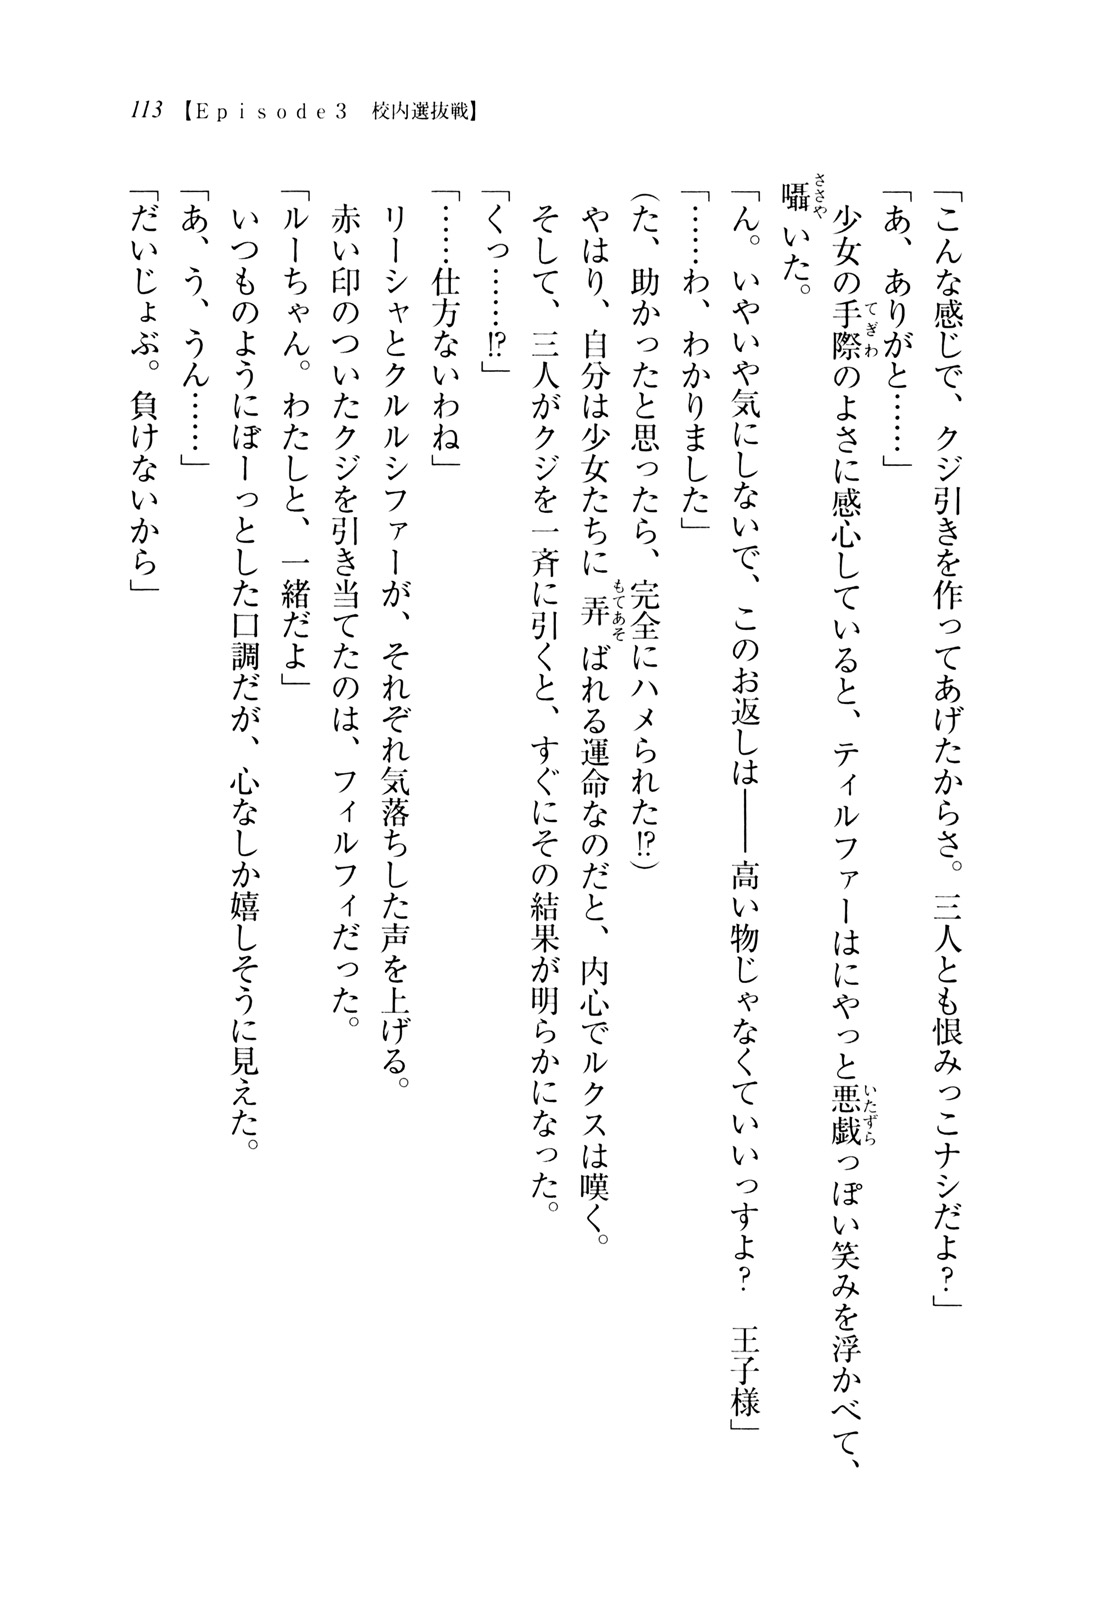 113【Episode3　校内選抜戦】
「こんな感じで、クジ引きを作ってあげたからさ。三人とも恨みっこナシだよ？」
「あ、ありがと……」
　少女の手際のよさに感心していると、ティルファーはにやっと悪戯っぽい笑みを浮かべて、
囁いた。
「ん。いやいや気にしないで、このお返しは――高い物じゃなくていいっすよ？　王子様」
「……わ、わかりました」
（た、助かったと思ったら、完全にハメられた!?）
　やはり、自分は少女たちに弄ばれる運命なのだと、内心でルクスは嘆く。
　そして、三人がクジを一斉に引くと、すぐにその結果が明らかになった。
「くっ……!?」
「……仕方ないわね」
　リーシャとクルルシファーが、それぞれ気落ちした声を上げる。
　赤い印のついたクジを引き当てたのは、フィルフィだった。
「ルーちゃん。わたしと、一緒だよ」
　いつものようにぼーっとした口調だが、心なしか嬉しそうに見えた。
「あ、う、うん……」
「だいじょぶ。負けないから」